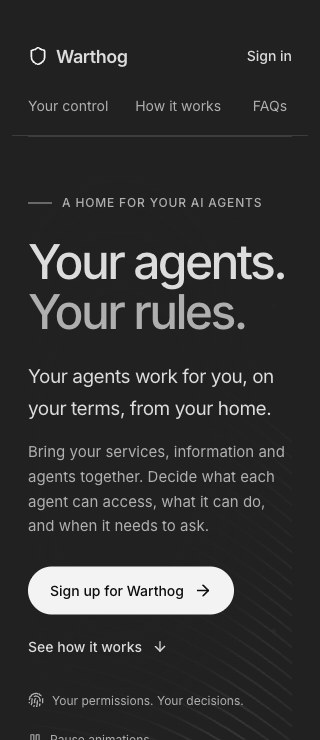 Warthog
Sign in
Your control
How it works
FAQs
A HOME FOR YOUR AI AGENTS
Your agents.
Your rules.
Your agents work for you, on
your terms, from your home.
Bring your services, information and
agents together. Decide what each
agent can access, what it can do,
and when it needs to ask.
Sign up for Warthog
See how it works
Your permissions. Your decisions.
Pause animations